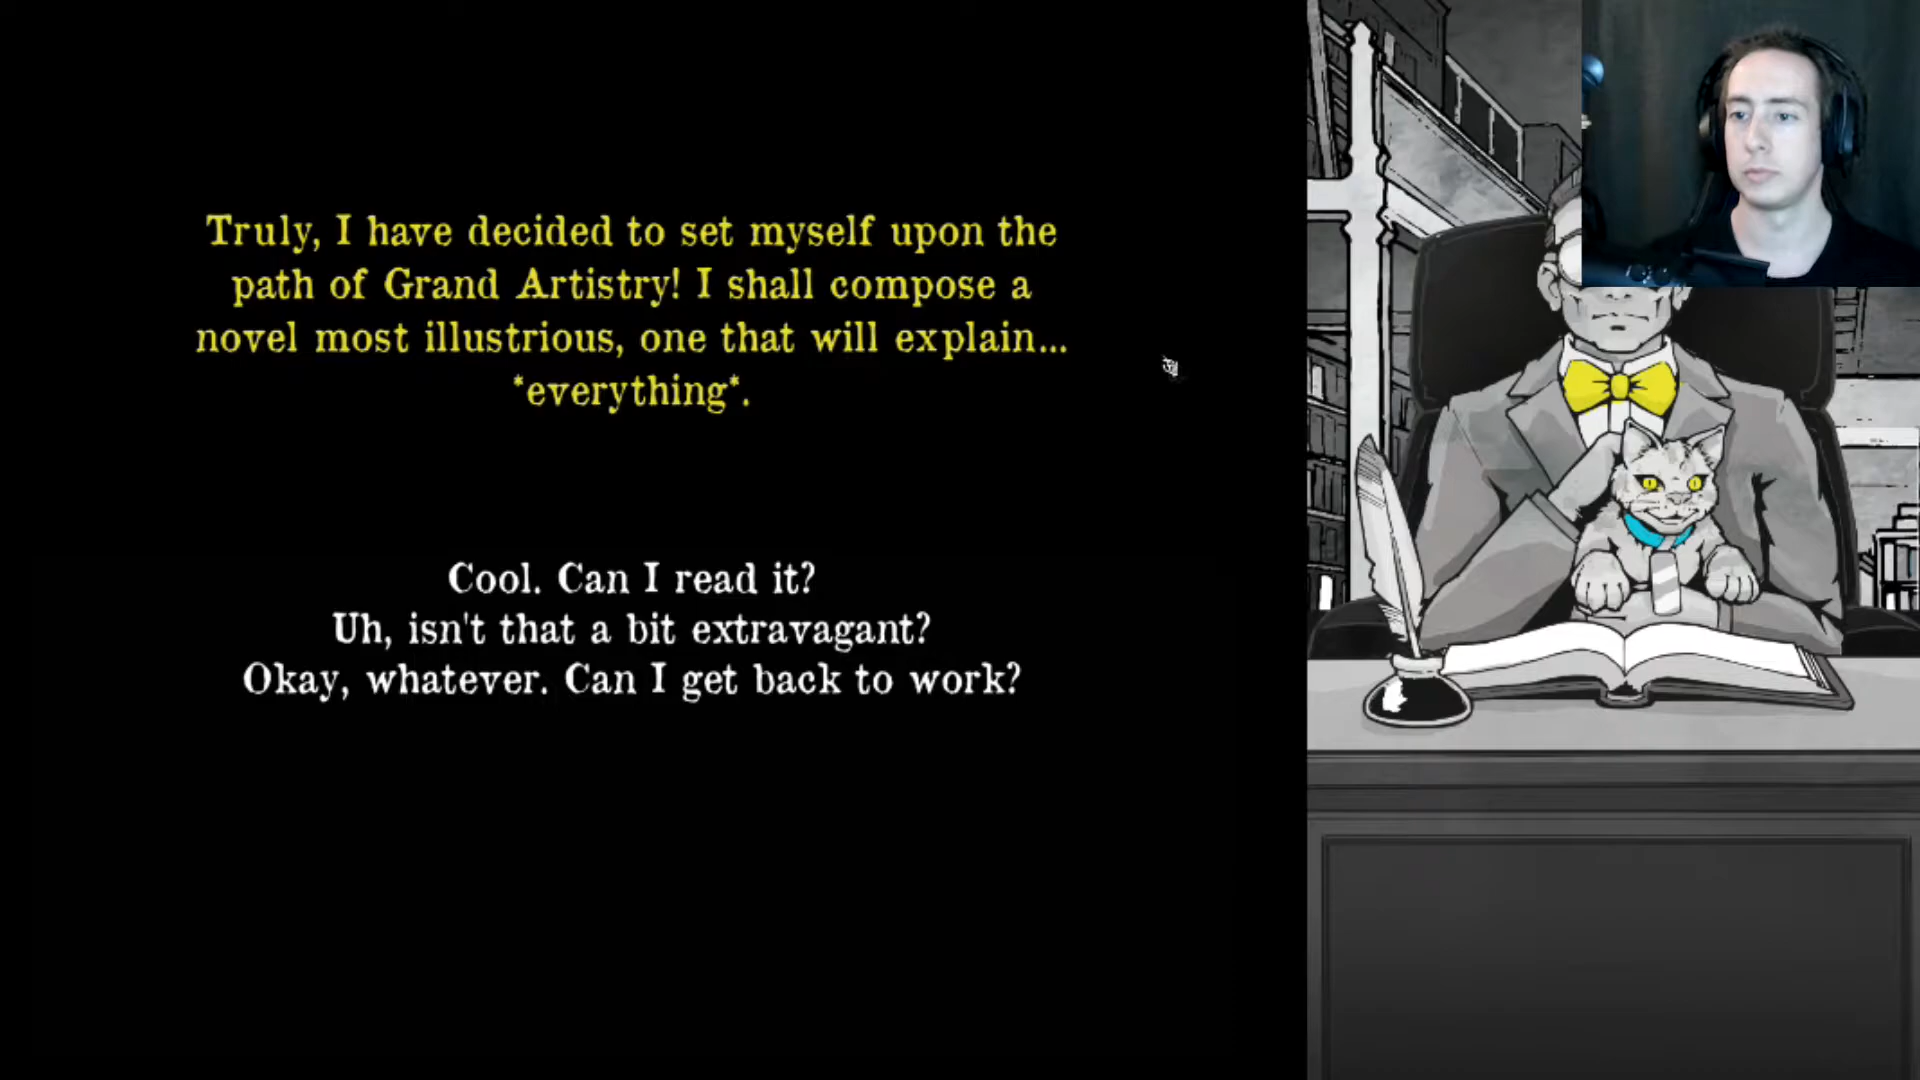 Truly, I have decided to set myself upon the
path of Grand Artistry! I shall compose a
novel most illustrious, one that will explain...
*everything*.
Cool. Can I read it?
Uh, isn't that a bit extravagant?
Okay, whatever. Can I get back to work?